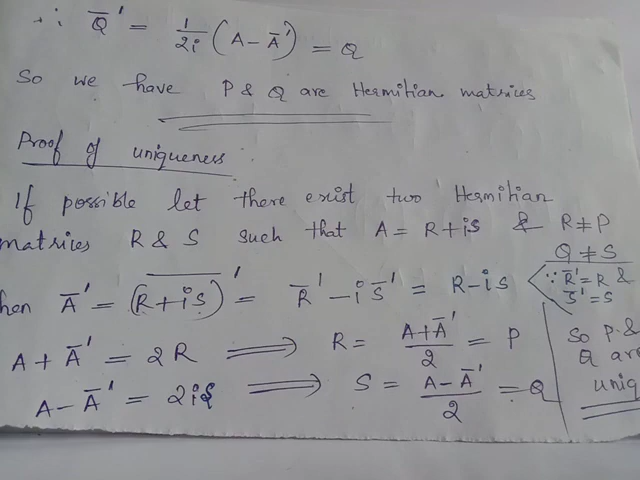 ∴ Q̅' = 1/2i (A - A̅') = Q
So we have P & Q are Hermitian matrices
Proof of uniqueness:
If possible let there exist two Hermitian
matrices R & S such that A = R+is & R≠P
Q≠S
hen A̅' = (\overline{R+is})' = R̅' - i S̅' = R-is
∵ R̅' = R &
S̅' = S
A + A̅' = 2R ⟹ R = (A+A̅')/2 = P
A - A̅' = 2is ⟹ S = (A-A̅')/2 = Q
So P &
Q are
uniq